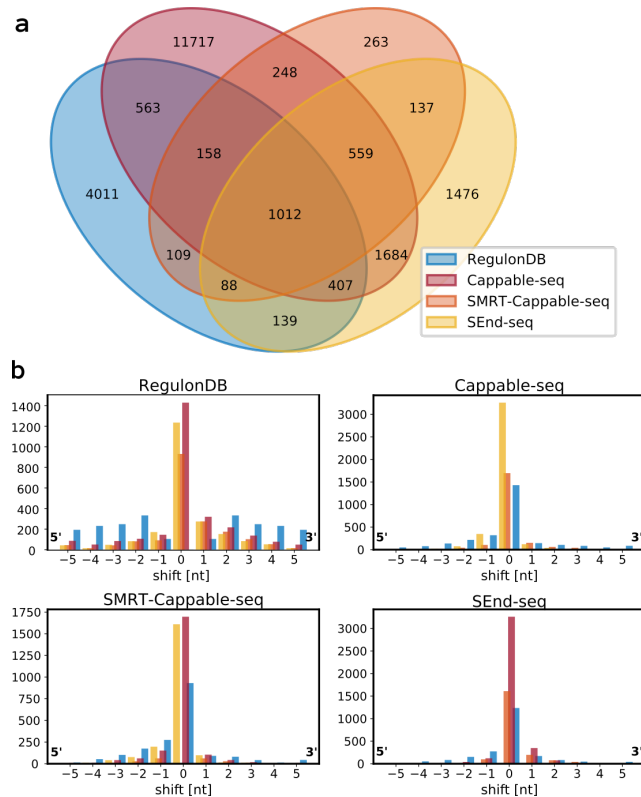 a
11717
263
248
563
137
158
559
4011
1476
1012
109
1684
88
407
139
RegulonDB
Cappable-seq
SMRT-Cappable-seq
SEnd-seq
b
RegulonDB
1400
1200
1000
800
600
400
200
0
5'
3'
−5 −4 −3 −2 −1 0 1 2 3 4 5
shift [nt]
Cappable-seq
3000
2500
2000
1500
1000
500
0
5'
3'
−5 −4 −3 −2 −1 0 1 2 3 4 5
shift [nt]
SMRT-Cappable-seq
1750
1500
1250
1000
750
500
250
0
5'
3'
−5 −4 −3 −2 −1 0 1 2 3 4 5
shift [nt]
SEnd-seq
3000
2500
2000
1500
1000
500
0
5'
3'
−5 −4 −3 −2 −1 0 1 2 3 4 5
shift [nt]